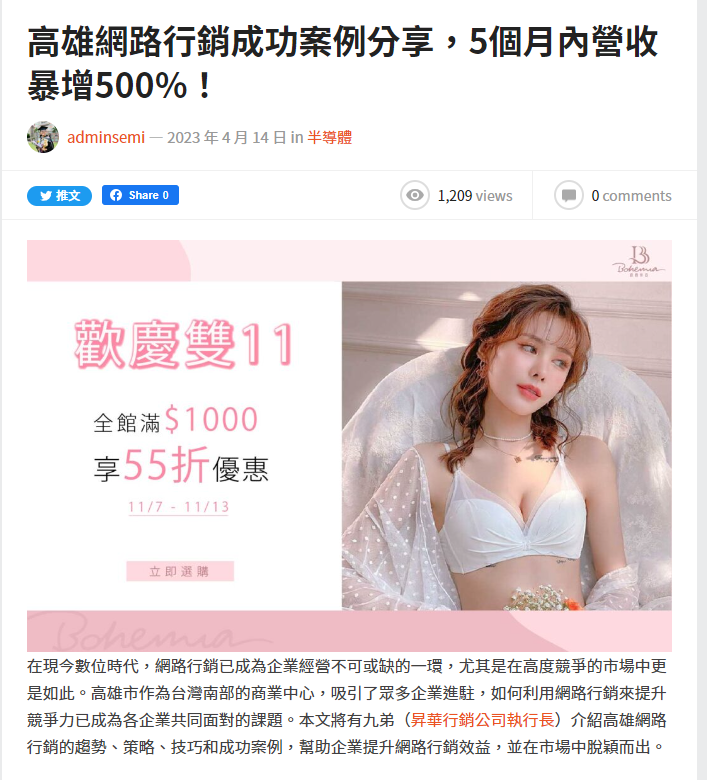 高雄網路行銷成功案例分享，5個月內營收
暴增500%！
adminsemi — 2023 年 4 月 14 日 in 半導體
推文 Share 0 1,209 views 0 comments
B
Bohemia
歡慶雙11
全館滿$1000
享55折優惠
11/7 - 11/13
立即選購
Bohemia
在現今數位時代，網路行銷已成為企業經營不可或缺的一環，尤其是在高度競爭的市場中更
是如此。高雄市作為台灣南部的商業中心，吸引了眾多企業進駐，如何利用網路行銷來提升
競爭力已成為各企業共同面對的課題。本文將有九弟（昇華行銷公司執行長）介紹高雄網路
行銷的趨勢、策略、技巧和成功案例，幫助企業提升網路行銷效益，並在市場中脫穎而出。